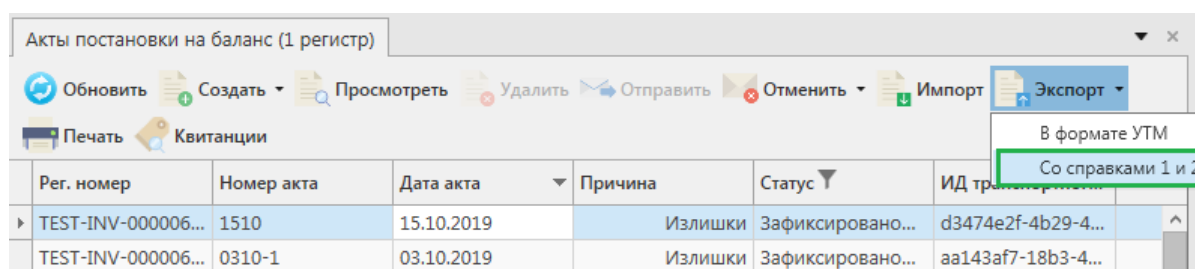 Акты постановки на баланс (1 регистр)
Обновить Создать Просмотреть Удалить Отправить Отменить Импорт Экспорт
Печать Квитанции
В формате УТМ
Со справками 1 и 2
Рег. номер Номер акта Дата акта Причина Статус ИД
TEST-INV-000006... 1510 15.10.2019 Излишки Зафиксировано... d3474e2f-4b29-4...
TEST-INV-000006... 0310-1 03.10.2019 Излишки Зафиксировано... aa143af7-18b3-4...